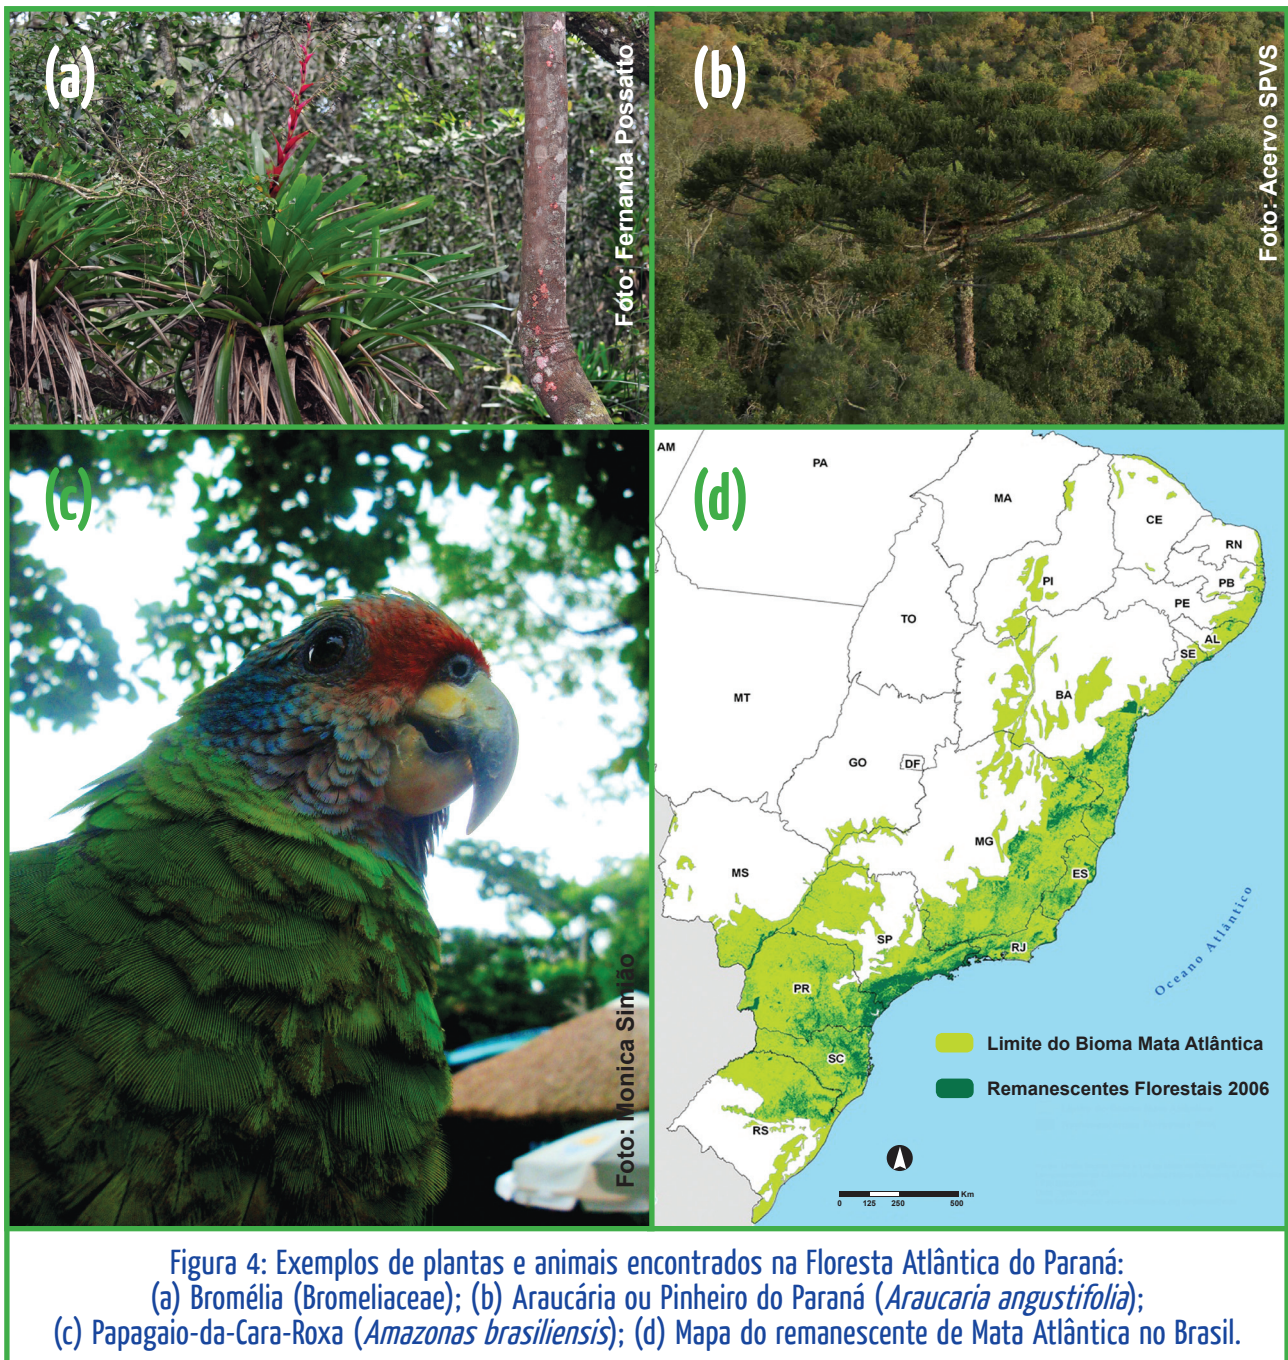 (a)
Foto: Fernanda Possatto
(b)
Foto: Acervo SPVS
(c)
Foto: Monica Simião
(d)
AM
PA
MA
CE
RN
PB
PE
AL
SE
PI
TO
BA
MT
GO
DF
MG
ES
MS
SP
RJ
PR
SC
RS
Oceano Atlântico
Limite do Bioma Mata Atlântica
Remanescentes Florestais 2006
0 125 250 500 Km
Figura 4: Exemplos de plantas e animais encontrados na Floresta Atlântica do Paraná:
(a) Bromélia (Bromeliaceae); (b) Araucária ou Pinheiro do Paraná (Araucaria angustifolia);
(c) Papagaio-da-Cara-Roxa (Amazonas brasiliensis); (d) Mapa do remanescente de Mata Atlântica no Brasil.